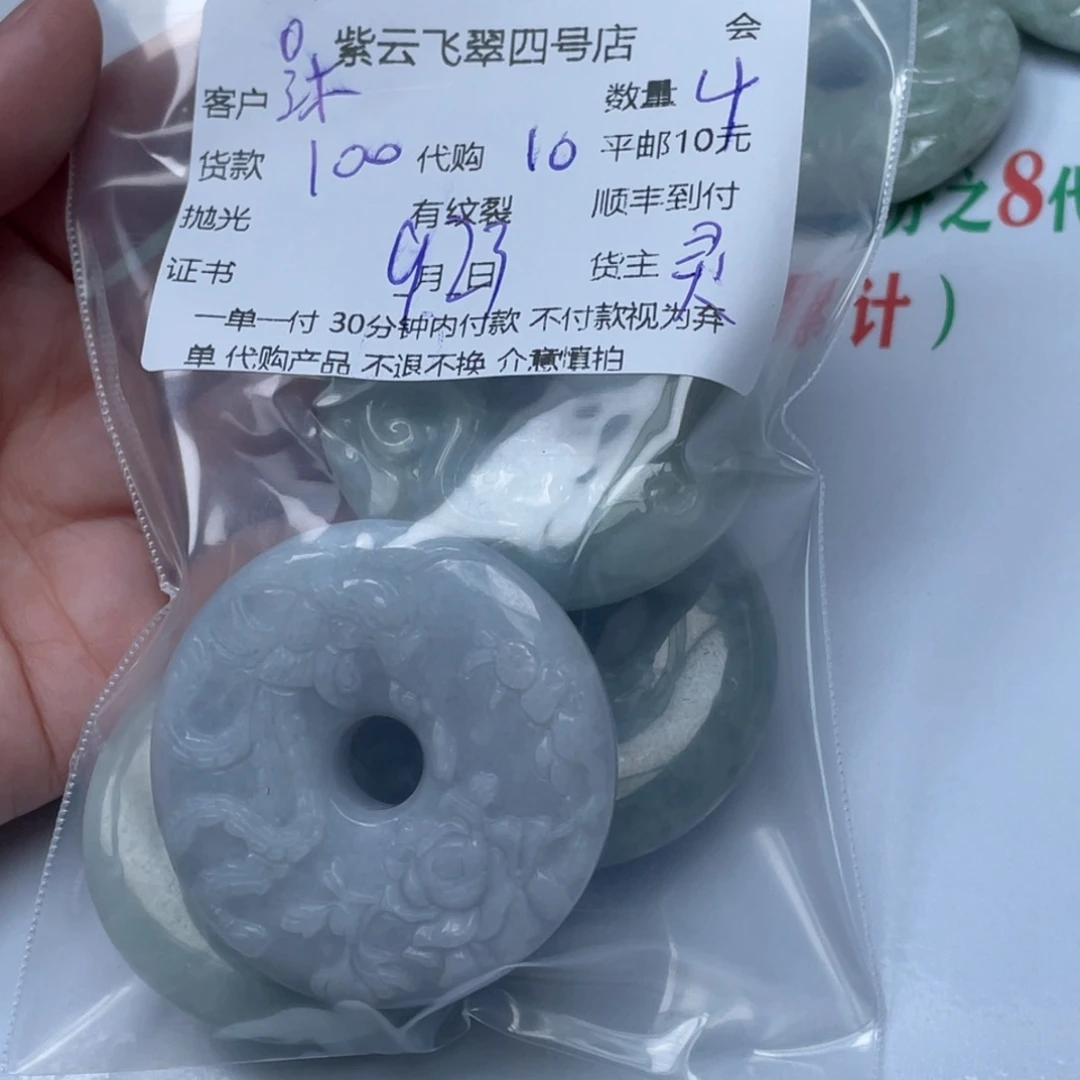 会
紫云飞翠四号店
客户 数量 4
货款 100 代购 10 平邮10元
抛光 有纹裂 顺丰到付
证书 9月23日 货主 灵
一单一付 30分钟内付款 不付款视为弃
单 代购产品 不退不换 介意慎拍
之8代
计）